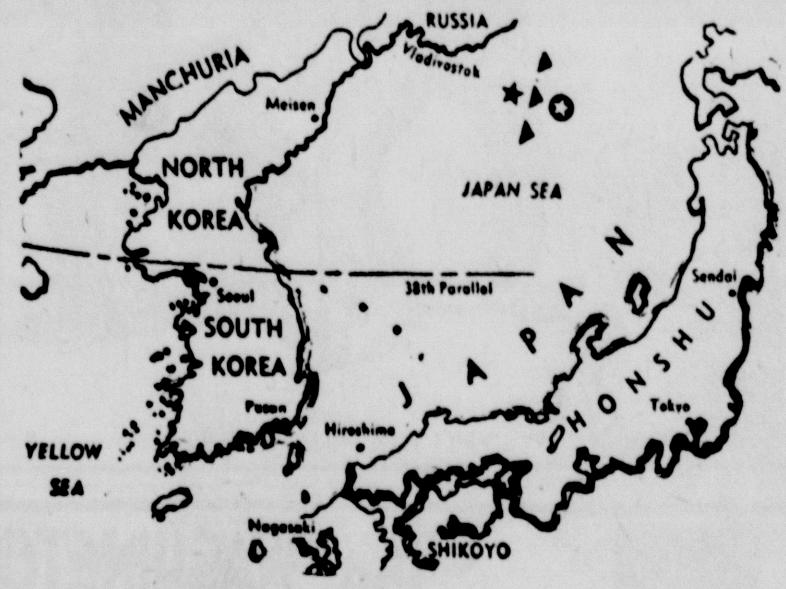 RUSSIA
Vladivostok
MANCHURIA
Meisen
NORTH
KOREA
JAPAN SEA
38th Parallel
Seoul
SOUTH
KOREA
Pusan
YELLOW
SEA
JAPAN
Sendai
HONSHU
Tokyo
Hiroshima
Nagasaki
SHIKOYO